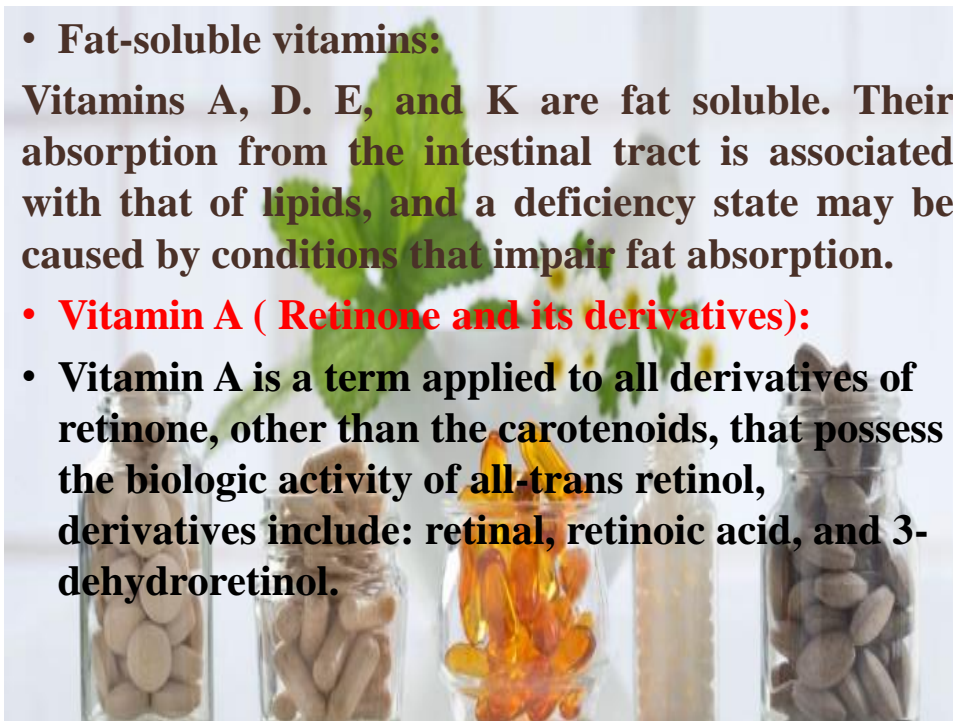 • Fat-soluble vitamins:
Vitamins A, D. E, and K are fat soluble. Their
absorption from the intestinal tract is associated
with that of lipids, and a deficiency state may be
caused by conditions that impair fat absorption.
• Vitamin A ( Retinone and its derivatives):
• Vitamin A is a term applied to all derivatives of
retinone, other than the carotenoids, that possess
the biologic activity of all-trans retinol,
derivatives include: retinal, retinoic acid, and 3-
dehydroretinol.